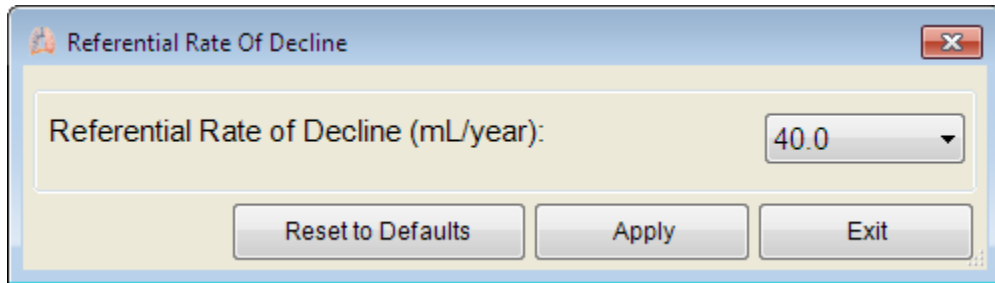 Referential Rate Of Decline
Referential Rate of Decline (mL/year): 40.0
Reset to Defaults Apply Exit